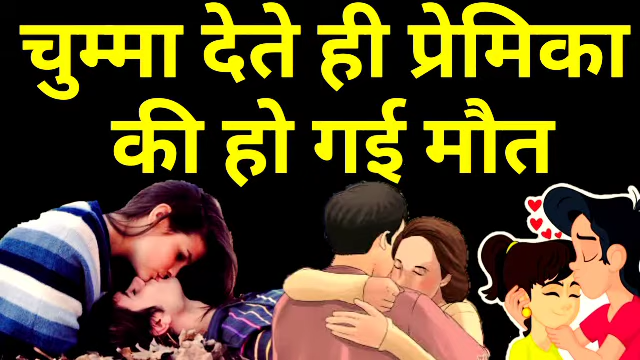 चुम्मा देते ही प्रेमिका
की हो गई मौत